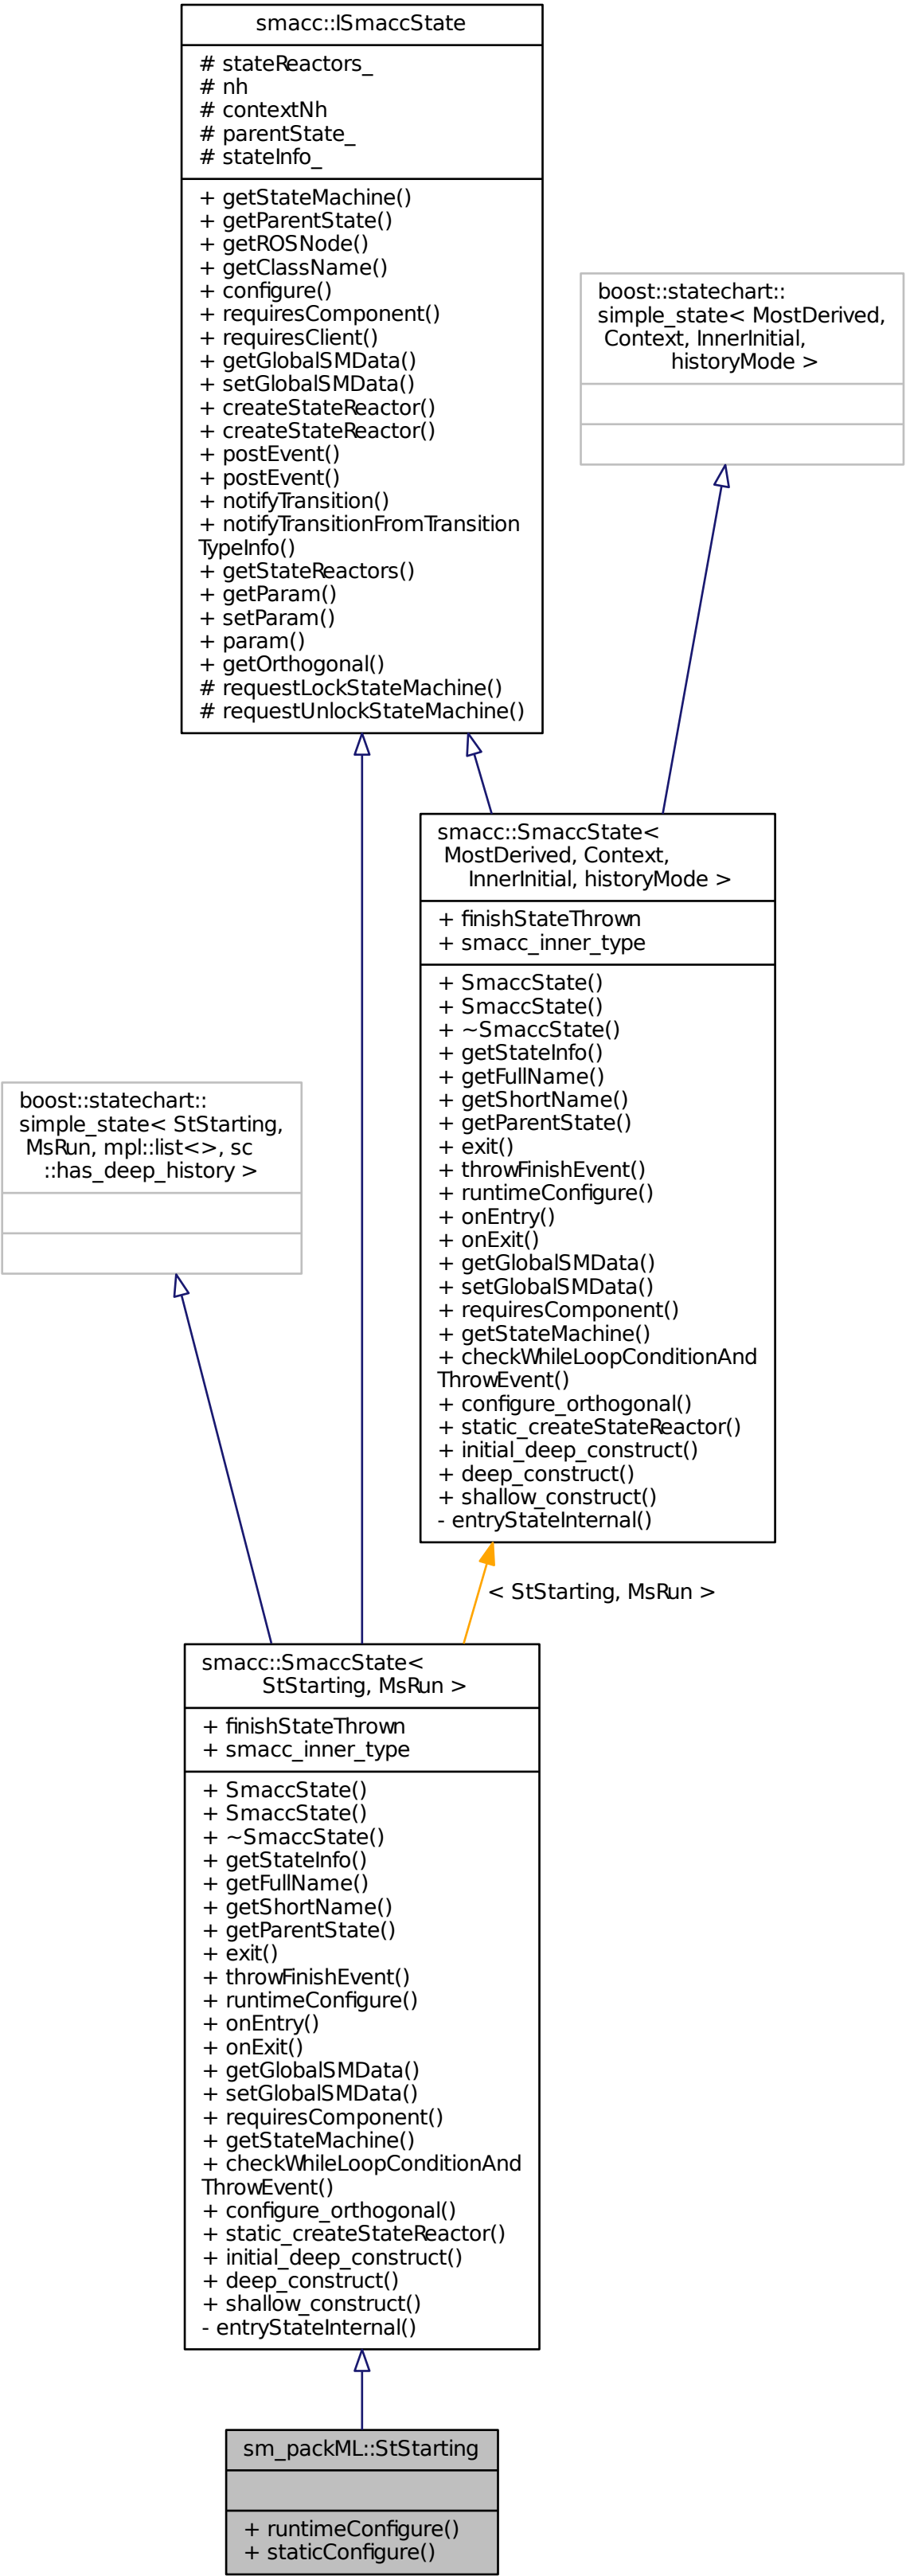 smacc::ISmaccState
# stateReactors_
# nh
# contextNh
# parentState_
# stateInfo_
+ getStateMachine()
+ getParentState()
+ getROSNode()
+ getClassName()
+ configure()
+ requiresComponent()
+ requiresClient()
+ getGlobalSMData()
+ setGlobalSMData()
+ createStateReactor()
+ createStateReactor()
+ postEvent()
+ postEvent()
+ notifyTransition()
+ notifyTransitionFromTransition
TypeInfo()
+ getStateReactors()
+ getParam()
+ setParam()
+ param()
+ getOrthogonal()
# requestLockStateMachine()
# requestUnlockStateMachine()
boost::statechart::
simple_state< MostDerived,
Context, InnerInitial,
historyMode >
smacc::SmaccState<
MostDerived, Context,
InnerInitial, historyMode >
+ finishStateThrown
+ smacc_inner_type
+ SmaccState()
+ SmaccState()
+ ~SmaccState()
+ getStateInfo()
+ getFullName()
+ getShortName()
+ getParentState()
+ exit()
+ throwFinishEvent()
+ runtimeConfigure()
+ onEntry()
+ onExit()
+ getGlobalSMData()
+ setGlobalSMData()
+ requiresComponent()
+ getStateMachine()
+ checkWhileLoopConditionAnd
ThrowEvent()
+ configure_orthogonal()
+ static_createStateReactor()
+ initial_deep_construct()
+ deep_construct()
+ shallow_construct()
- entryStateInternal()
boost::statechart::
simple_state< StStarting,
MsRun, mpl::list<>, sc
::has_deep_history >
< StStarting, MsRun >
smacc::SmaccState<
StStarting, MsRun >
+ finishStateThrown
+ smacc_inner_type
+ SmaccState()
+ SmaccState()
+ ~SmaccState()
+ getStateInfo()
+ getFullName()
+ getShortName()
+ getParentState()
+ exit()
+ throwFinishEvent()
+ runtimeConfigure()
+ onEntry()
+ onExit()
+ getGlobalSMData()
+ setGlobalSMData()
+ requiresComponent()
+ getStateMachine()
+ checkWhileLoopConditionAnd
ThrowEvent()
+ configure_orthogonal()
+ static_createStateReactor()
+ initial_deep_construct()
+ deep_construct()
+ shallow_construct()
- entryStateInternal()
sm_packML::StStarting
+ runtimeConfigure()
+ staticConfigure()